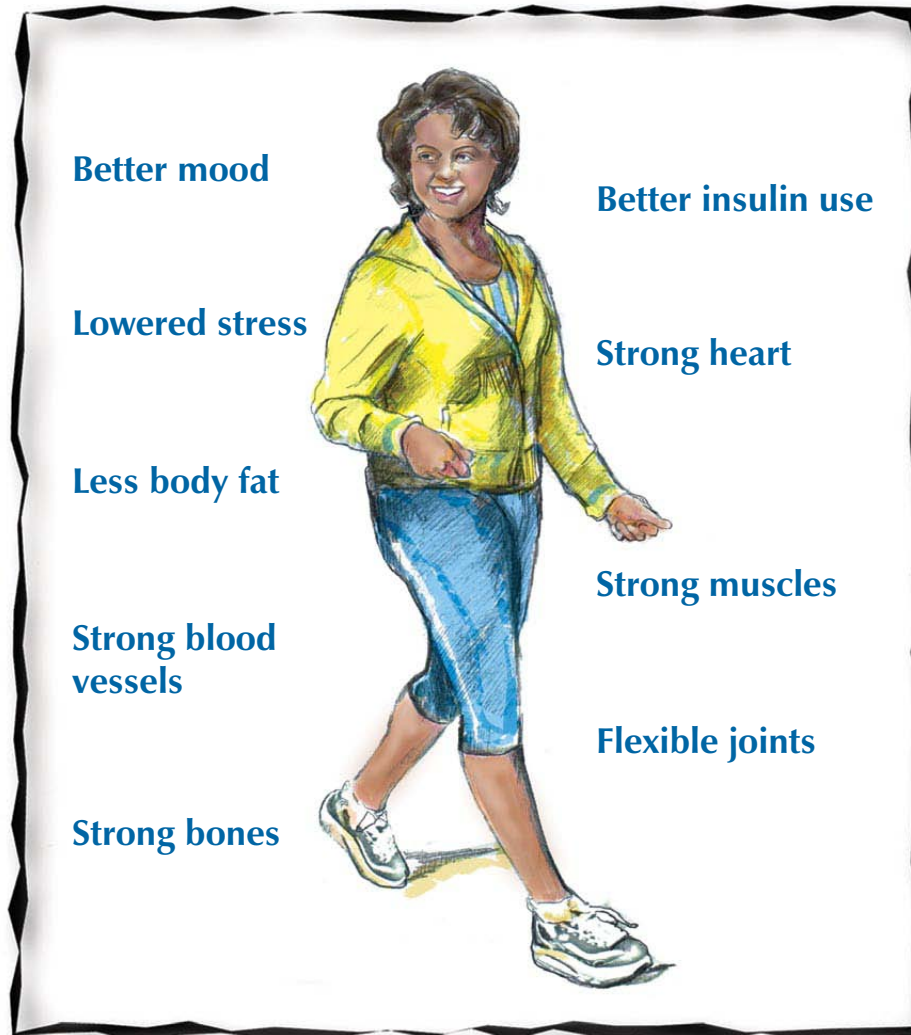 Better mood
Lowered stress
Less body fat
Strong blood
vessels
Strong bones
Better insulin use
Strong heart
Strong muscles
Flexible joints